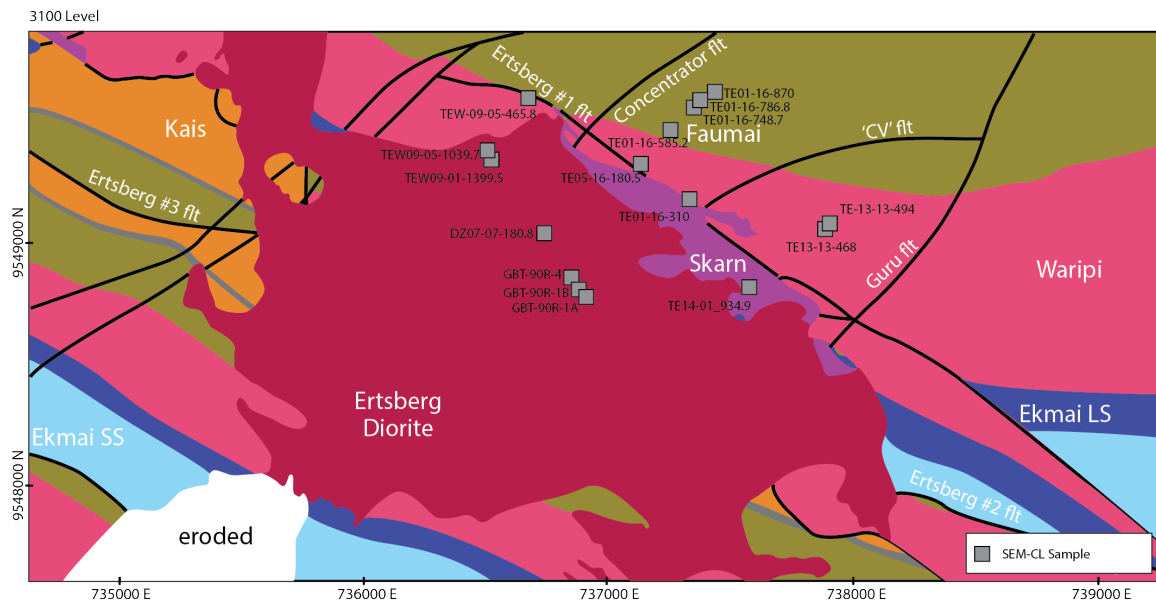 3100 Level
Ertsberg #1 flt
Concentrator flt
TE01-16-870
TE01-16-786.8
TE01-16-748.7
TEW-09-05-465.8
Kais
Faumai
'CV' flt
TE01-16-585.2
TEW09-05-1039.7
TEW09-01-1399.5
TE05-16-180.5
Ertsberg #3 flt
TE01-16-310
TE-13-13-494
TE13-13-468
DZ07-07-180.8
Guru flt
Skarn
Waripi
GBT-90R-4
GBT-90R-1B
GBT-90R-1A
TE14-01_934.9
9549000 N
Ertsberg
Diorite
Ekmai LS
Ekmai SS
Ertsberg #2 flt
9548000 N
eroded
SEM-CL Sample
735000 E
736000 E
737000 E
738000 E
739000 E